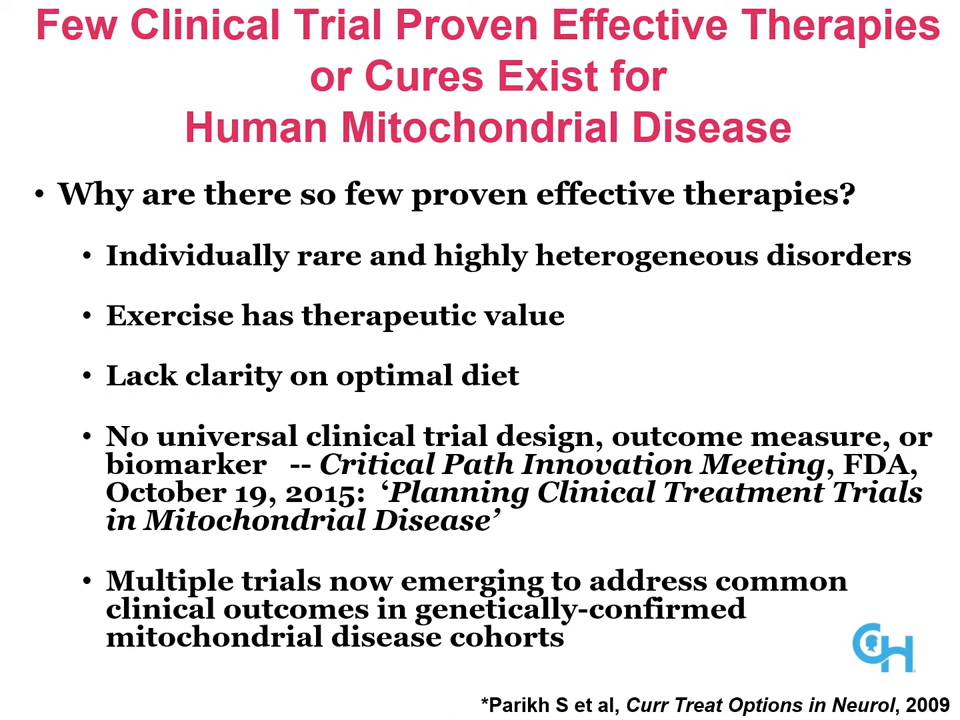 Few Clinical Trial Proven Effective Therapies
or Cures Exist for
Human Mitochondrial Disease
• Why are there so few proven effective therapies?
• Individually rare and highly heterogeneous disorders
• Exercise has therapeutic value
• Lack clarity on optimal diet
• No universal clinical trial design, outcome measure, or
biomarker -- Critical Path Innovation Meeting, FDA,
October 19, 2015: ‘Planning Clinical Treatment Trials
in Mitochondrial Disease’
• Multiple trials now emerging to address common
clinical outcomes in genetically-confirmed
mitochondrial disease cohorts
CH
*Parikh S et al, Curr Treat Options in Neurol, 2009